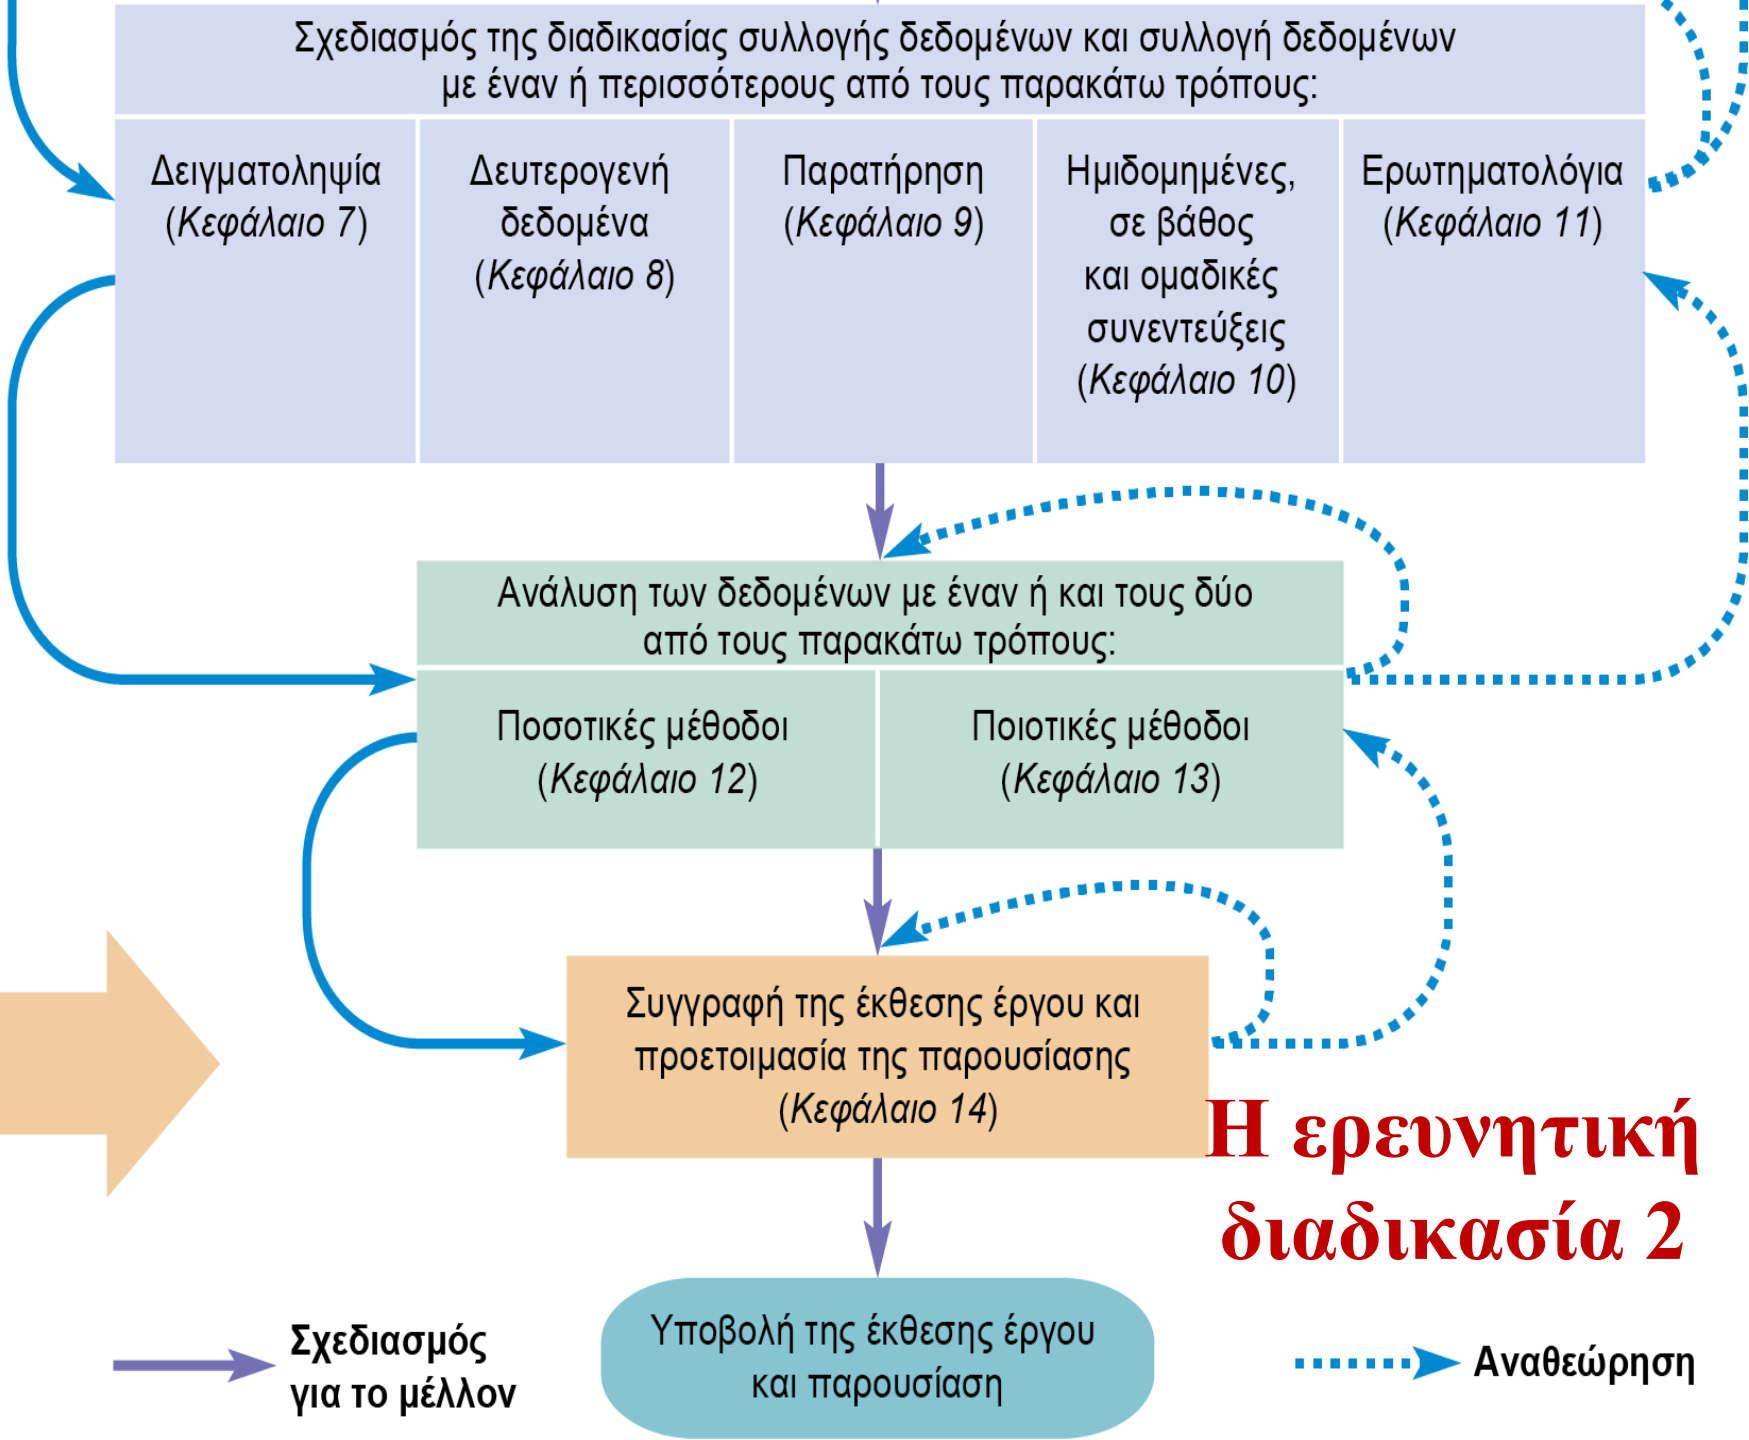 Σχεδιασμός της διαδικασίας συλλογής δεδομένων και συλλογή δεδομένων
με έναν ή περισσότερους από τους παρακάτω τρόπους:
Δειγματοληψία
(Κεφάλαιο 7)
Δευτερογενή
δεδομένα
(Κεφάλαιο 8)
Παρατήρηση
(Κεφάλαιο 9)
Ημιδομημένες,
σε βάθος
και ομαδικές
συνεντεύξεις
(Κεφάλαιο 10)
Ερωτηματολόγια
(Κεφάλαιο 11)
Ανάλυση των δεδομένων με έναν ή και τους δύο
από τους παρακάτω τρόπους:
Ποσοτικές μέθοδοι
(Κεφάλαιο 12)
Ποιοτικές μέθοδοι
(Κεφάλαιο 13)
Συγγραφή της έκθεσης έργου και
προετοιμασία της παρουσίασης
(Κεφάλαιο 14)
Η ερευνητική
διαδικασία 2
Υποβολή της έκθεσης έργου
και παρουσίαση
Σχεδιασμός
για το μέλλον
Αναθεώρηση